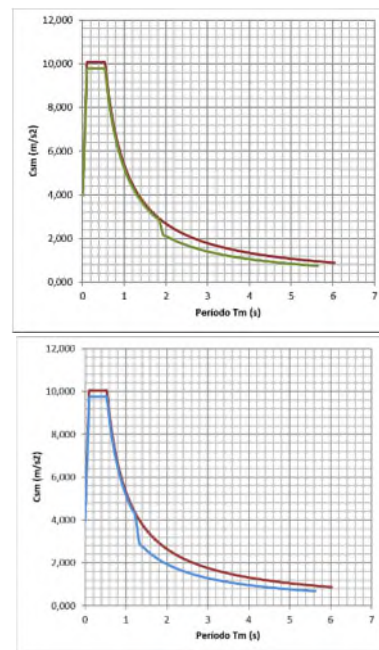 Csm (m/s2)
12,000
10,000
8,000
6,000
4,000
2,000
0,000
0 1 2 3 4 5 6 7
Período Tm (s)
Csm (m/s2)
12,000
10,000
8,000
6,000
4,000
2,000
0,000
0 1 2 3 4 5 6 7
Período Tm (s)